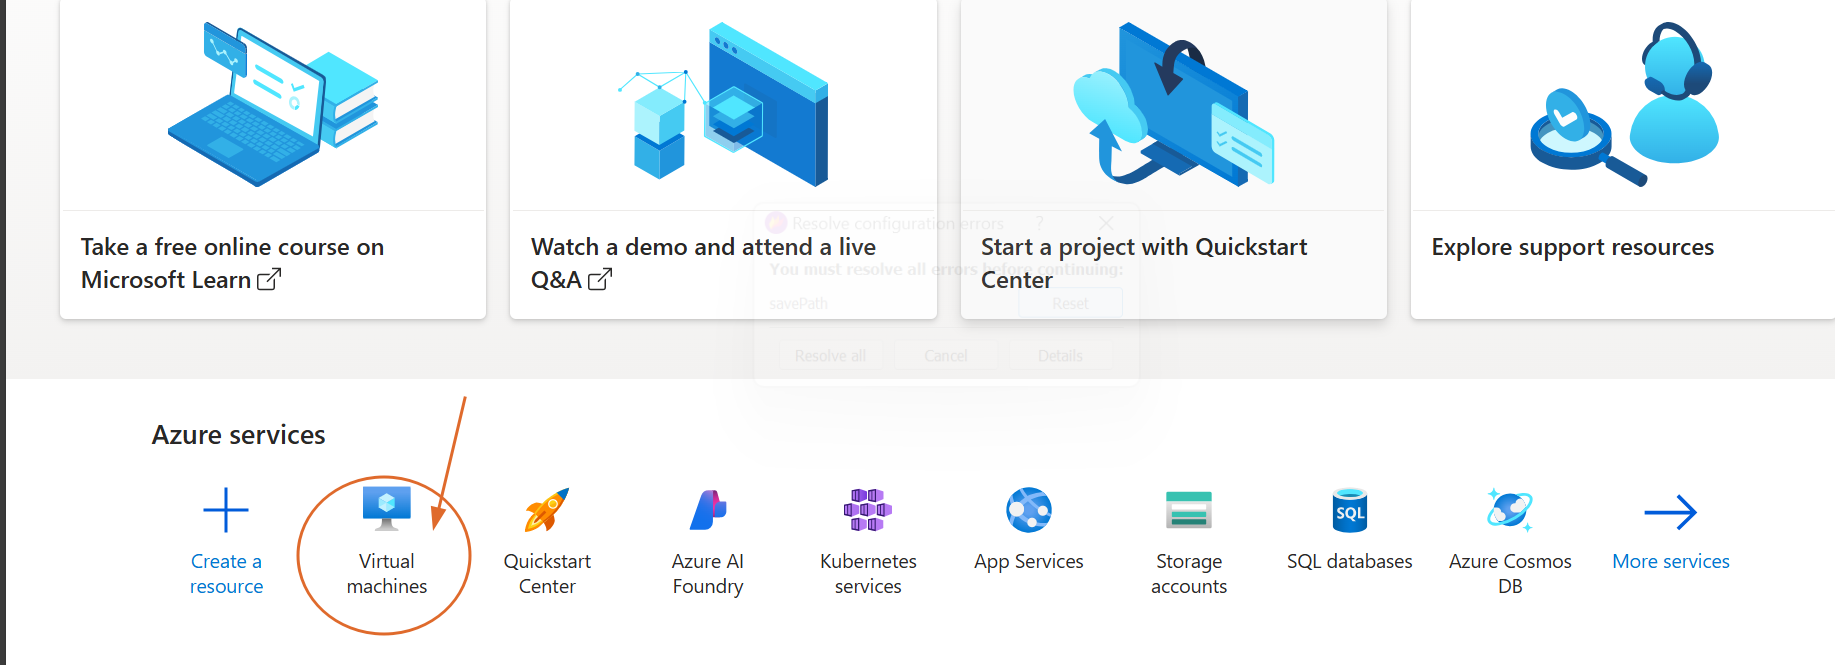 Take a free online course on
Microsoft Learn
Watch a demo and attend a live
Q&A
Start a project with Quickstart
Center
Explore support resources
Resolve configuration errors ?
You must resolve all errors before continuing:
savePath Reset
Resolve all Cancel Details
Azure services
Create a
resource
Virtual
machines
Quickstart
Center
Azure AI
Foundry
Kubernetes
services
App Services
Storage
accounts
SQL
SQL databases
Azure Cosmos
DB
More services